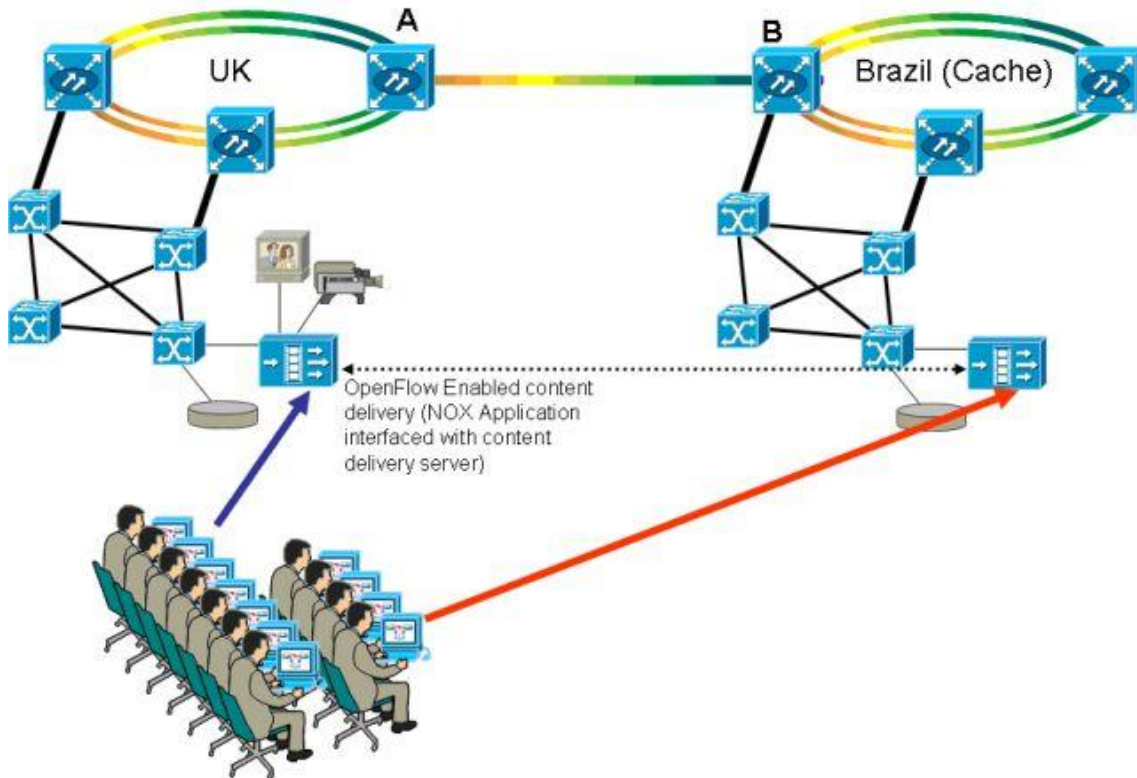 A
B
UK
Brazil (Cache)
OpenFlow Enabled content
delivery (NOX Application
interfaced with content
delivery server)